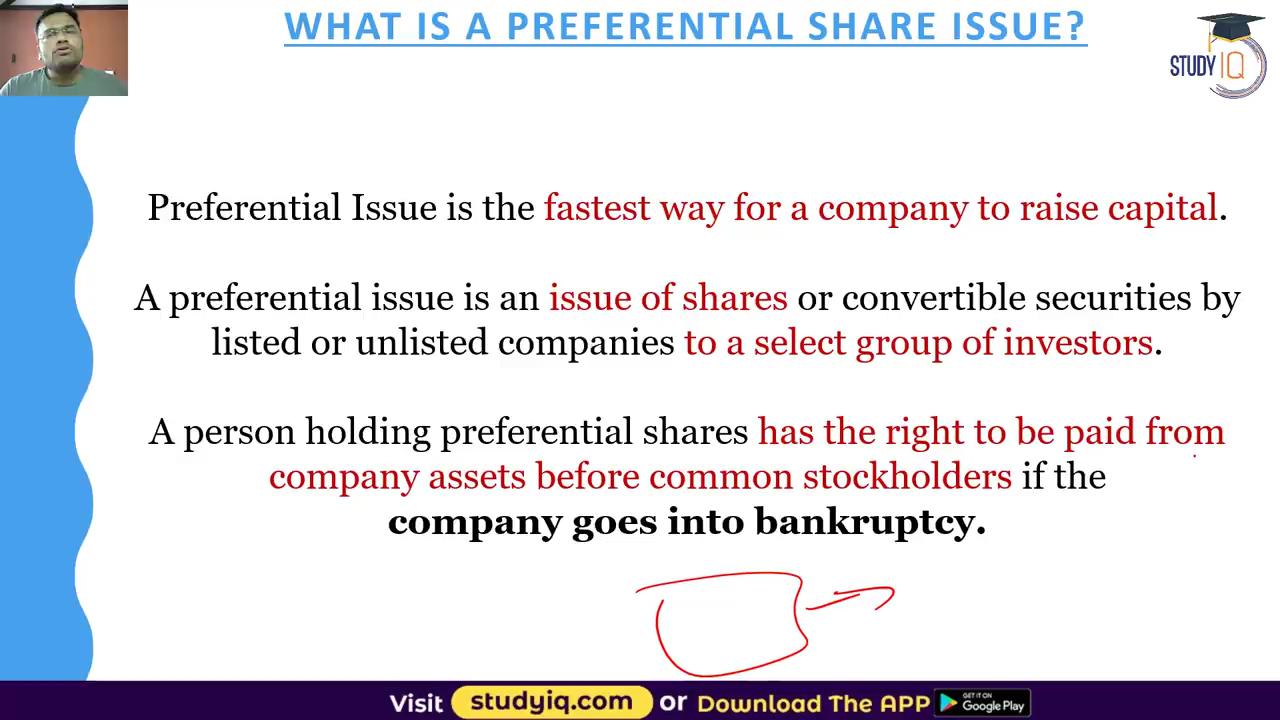 WHAT IS A PREFERENTIAL SHARE ISSUE?
STUDY IQ
Preferential Issue is the fastest way for a company to raise capital.
A preferential issue is an issue of shares or convertible securities by
listed or unlisted companies to a select group of investors.
A person holding preferential shares has the right to be paid from
company assets before common stockholders if the
company goes into bankruptcy.
Visit studyiq.com or Download The APP GET IT ON Google Play